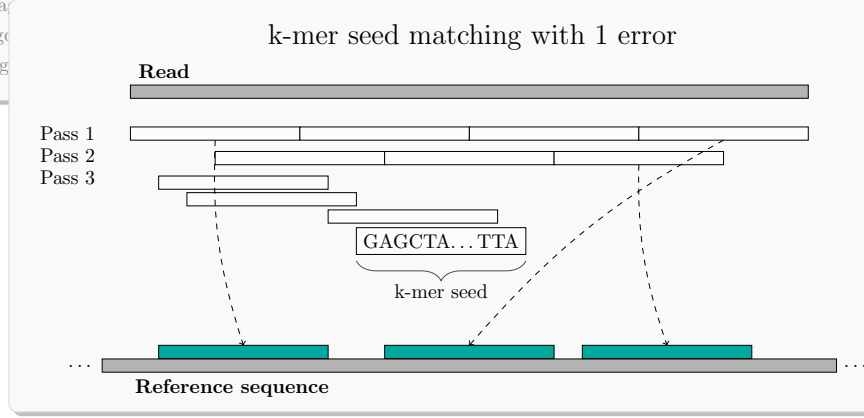 k-mer seed matching with 1 error
Read
Pass 1
Pass 2
Pass 3
GAGCTA...TTA
k-mer seed
... ...
Reference sequence